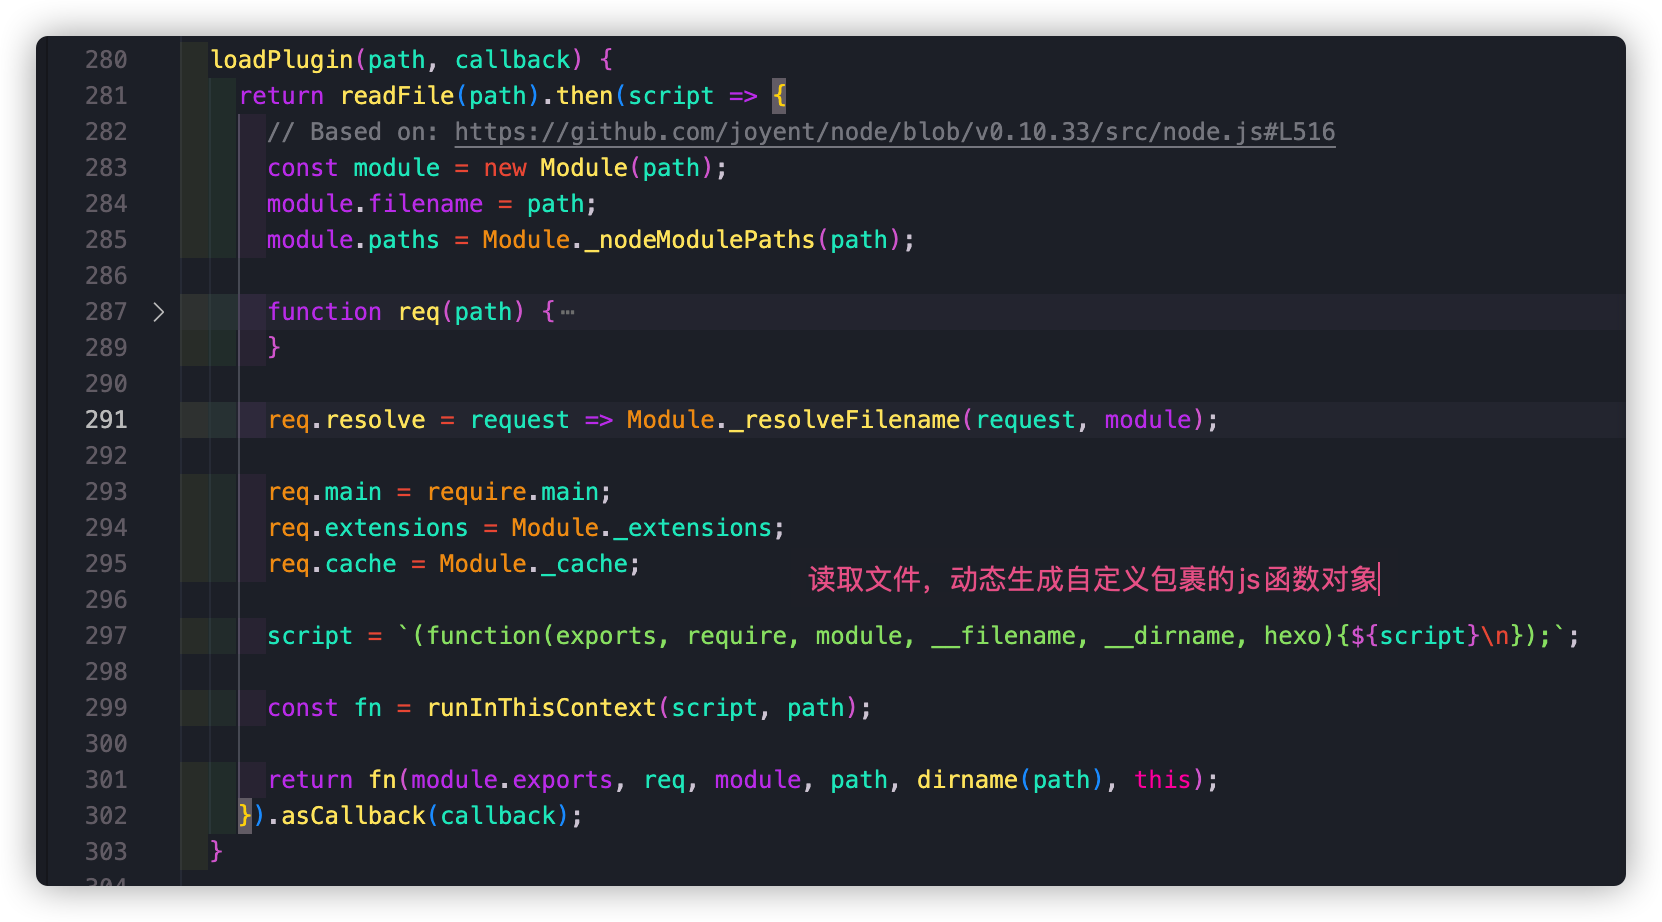 280 loadPlugin(path, callback) {
281 return readFile(path).then(script => {
282 // Based on: https://github.com/joyent/node/blob/v0.10.33/src/node.js#L516
283 const module = new Module(path);
284 module.filename = path;
285 module.paths = Module._nodeModulePaths(path);
286
287 function req(path) {⋯
289 }
290
291 req.resolve = request => Module._resolveFilename(request, module);
292
293 req.main = require.main;
294 req.extensions = Module._extensions;
295 req.cache = Module._cache;
读取文件，动态生成自定义包裹的js函数对象
296
297 script = `(function(exports, require, module, __filename, __dirname, hexo){${script}\n});`;
298
299 const fn = runInThisContext(script, path);
300
301 return fn(module.exports, req, module, path, dirname(path), this);
302 }).asCallback(callback);
303 }
304